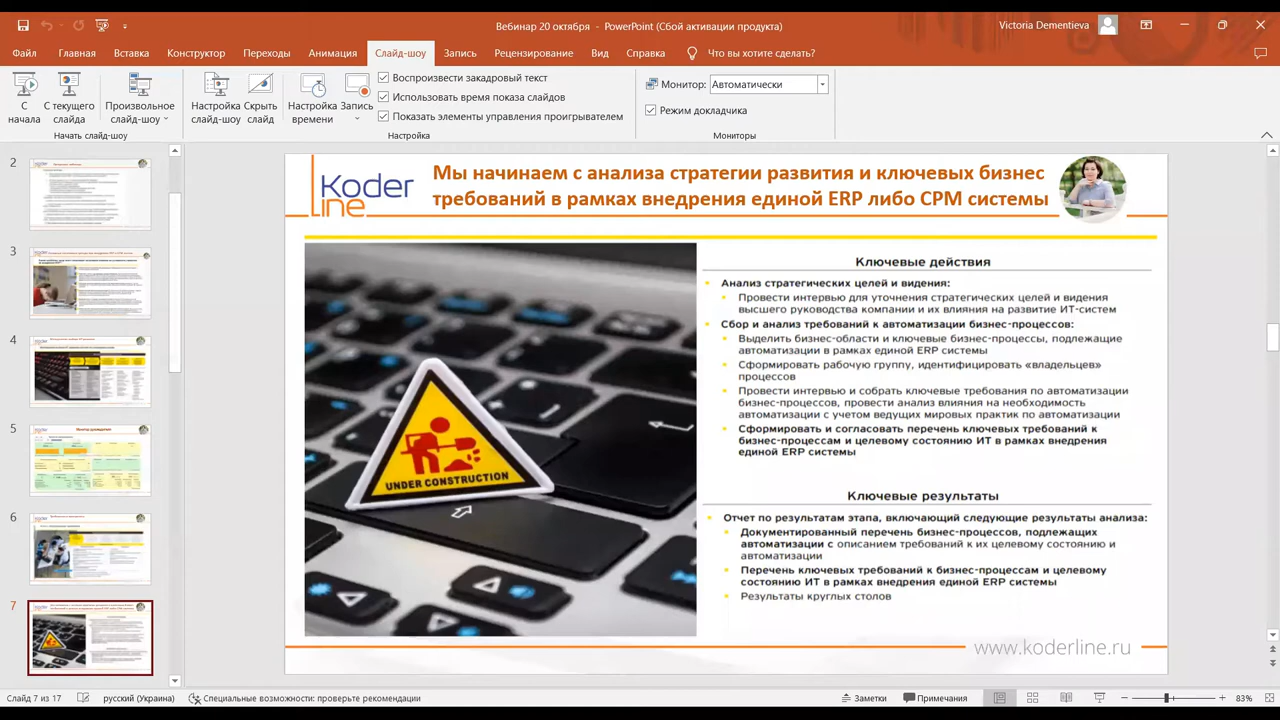 Вебинар 20 октября - PowerPoint (Сбой активации продукта)
Victoria Dementieva
Файл Главная Вставка Конструктор Переходы Анимация Слайд-шоу Запись Рецензирование Вид Справка Что вы хотите сделать?
С начала
С текущего слайда
Произвольное слайд-шоу
Начать слайд-шоу
Настройка слайд-шоу
Скрыть слайд
Настройка времени
Запись
Воспроизвести закадровый текст
Использовать время показа слайдов
Показать элементы управления проигрывателем
Настройка
Монитор: Автоматически
Режим докладчика
Мониторы
2
3
4
5
6
7
Koder
line
Мы начинаем с анализа стратегии развития и ключевых бизнес
требований в рамках внедрения единой ERP либо CPM системы
UNDER CONSTRUCTION
Ключевые действия
Анализ стратегических целей и видения:
Провести интервью для уточнения стратегических целей и видения
высшего руководства компании и их влияния на развитие ИТ-систем
Сбор и анализ требований к автоматизации бизнес-процессов:
Выделить бизнес-области и ключевые бизнес-процессы, подлежащие
автоматизации в рамках единой ERP системы
Сформировать рабочую группу, идентифицировать «владельцев»
процессов
Провести интервью и собрать ключевые требования по автоматизации
бизнес-процессов, провести анализ влияния на необходимость
автоматизации с учетом ведущих мировых практик по автоматизации
Сформировать и согласовать перечень ключевых требований к
бизнес-процессам и целевому состоянию ИТ в рамках внедрения
единой ERP системы
Ключевые результаты
Отчет по результатам этапа, включающий следующие результаты анализа:
Документированный перечень бизнес-процессов, подлежащих
автоматизации с описанием требований к их целевому состоянию и
автоматизации
Перечень ключевых требований к бизнес-процессам и целевому
состоянию ИТ в рамках внедрения единой ERP системы
Результаты круглых столов
www.koderline.ru
Слайд 7 из 17 русский (Украина) Специальные возможности: проверьте рекомендации Заметки Примечания 83%